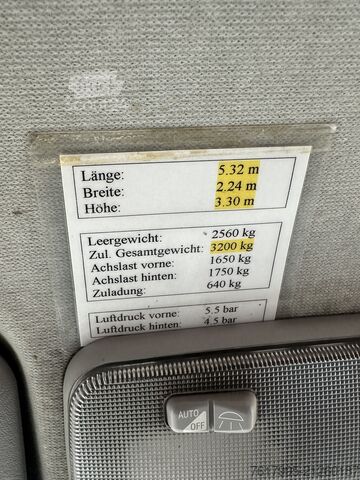 Länge: 5.32 m
Breite: 2.24 m
Höhe: 3.30 m
Leergewicht: 2560 kg
Zul. Gesamtgewicht: 3200 kg
Achslast vorne: 1650 kg
Achslast hinten: 1750 kg
Zuladung: 640 kg
Luftdruck vorne: 5.5 bar
Luftdruck hinten: 4.5 bar
AUTO
OFF